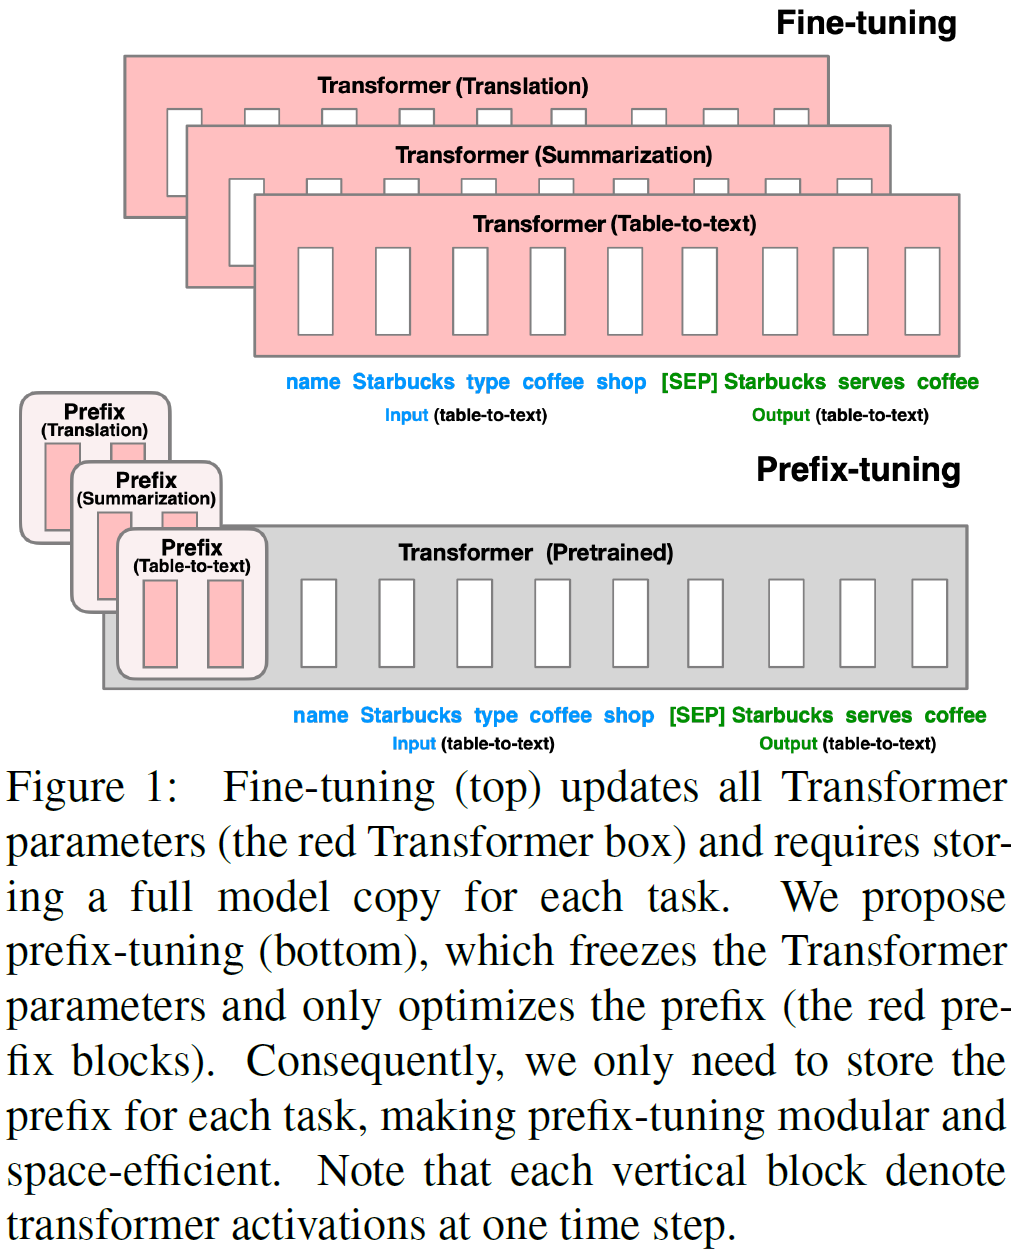 Fine-tuning
Transformer (Translation)
Transformer (Summarization)
Transformer (Table-to-text)
name Starbucks type coffee shop [SEP] Starbucks serves coffee
Input (table-to-text) Output (table-to-text)
Prefix
(Translation)
Prefix-tuning
Prefix
(Summarization)
Prefix
(Table-to-text)
Transformer (Pretrained)
name Starbucks type coffee shop [SEP] Starbucks serves coffee
Input (table-to-text) Output (table-to-text)
Figure 1: Fine-tuning (top) updates all Transformer
parameters (the red Transformer box) and requires stor-
ing a full model copy for each task. We propose
prefix-tuning (bottom), which freezes the Transformer
parameters and only optimizes the prefix (the red pre-
fix blocks). Consequently, we only need to store the
prefix for each task, making prefix-tuning modular and
space-efficient. Note that each vertical block denote
transformer activations at one time step.